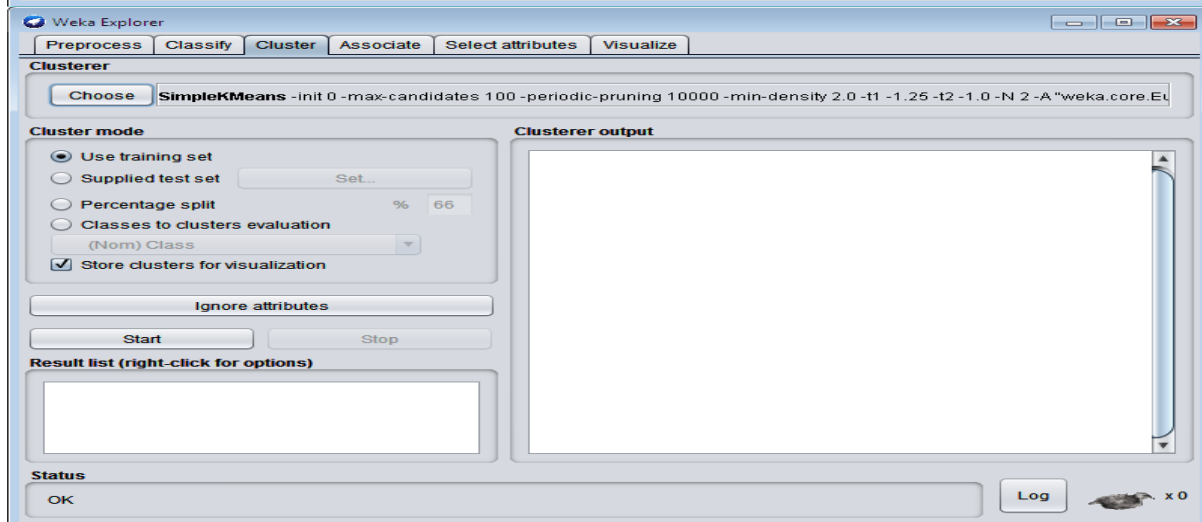 Weka Explorer
Preprocess Classify Cluster Associate Select attributes Visualize
Clusterer
Choose SimpleKMeans -init 0 -max-candidates 100 -periodic-pruning 10000 -min-density 2.0 -t1 -1.25 -t2 -1.0 -N 2 -A "weka.core.Eu
Cluster mode
Use training set
Supplied test set Set...
Percentage split % 66
Classes to clusters evaluation
(Nom) Class
Store clusters for visualization
Ignore attributes
Start Stop
Result list (right-click for options)
Clusterer output
Status
OK
Log x 0